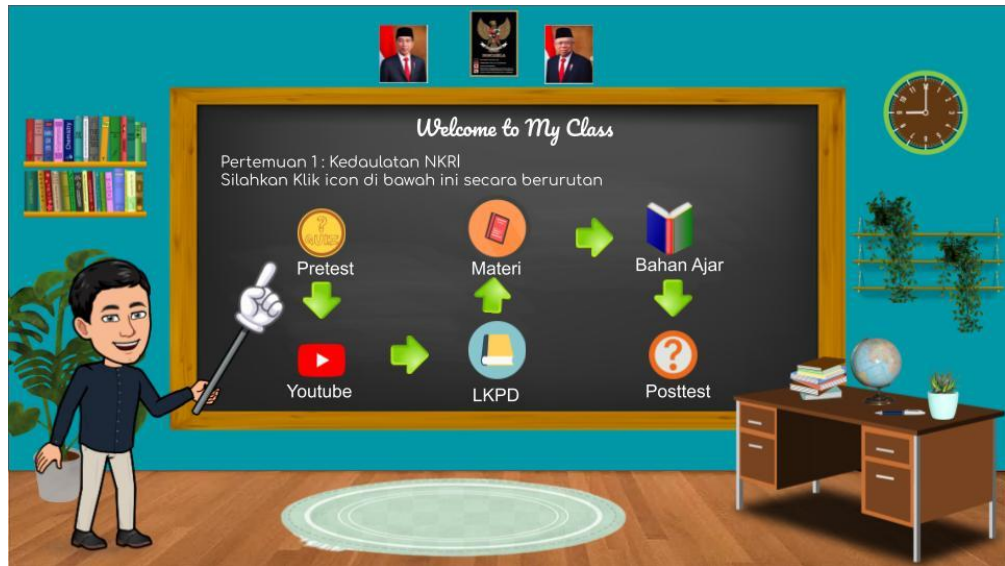 Welcome to My Class
Pertemuan 1 : Kedaulatan NKRI
Silahkan Klik icon di bawah ini secara berurutan
Pretest
Materi
Bahan Ajar
Youtube
LKPD
Posttest
Chemistry